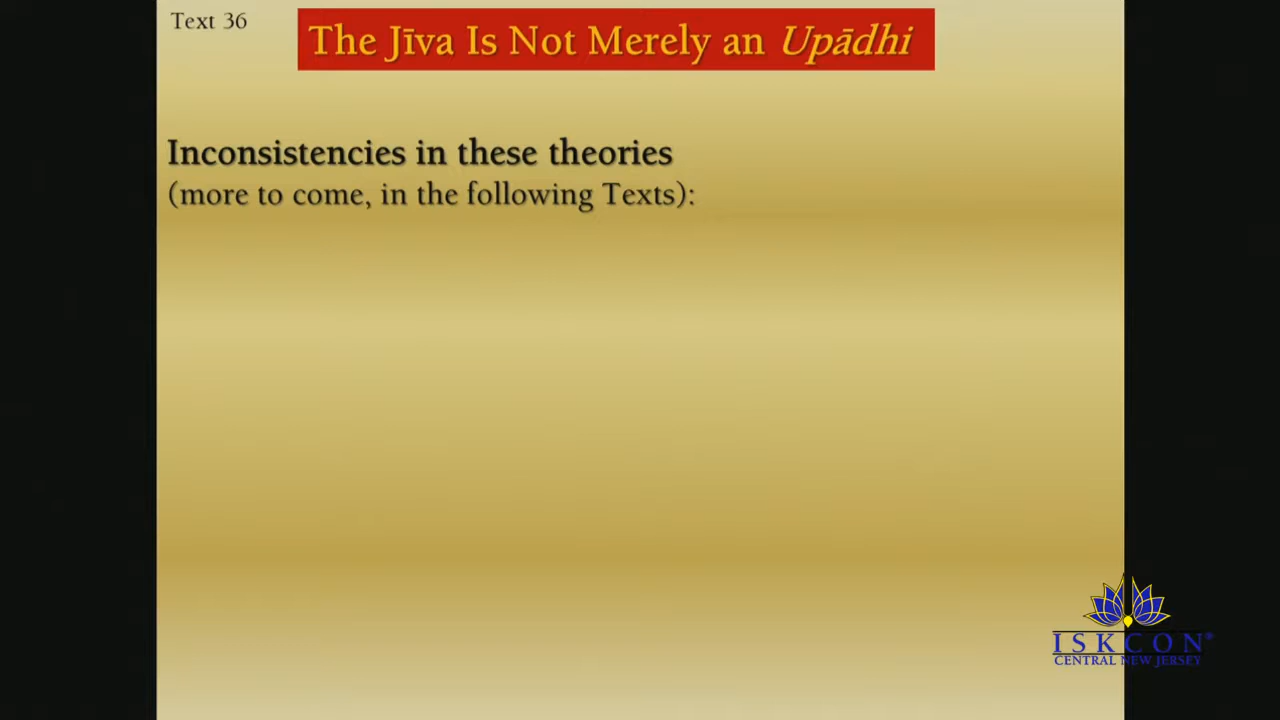 Text 36
The Jīva Is Not Merely an Upādhi
Inconsistencies in these theories
(more to come, in the following Texts):
ISKCON®
CENTRAL NEW JERSEY